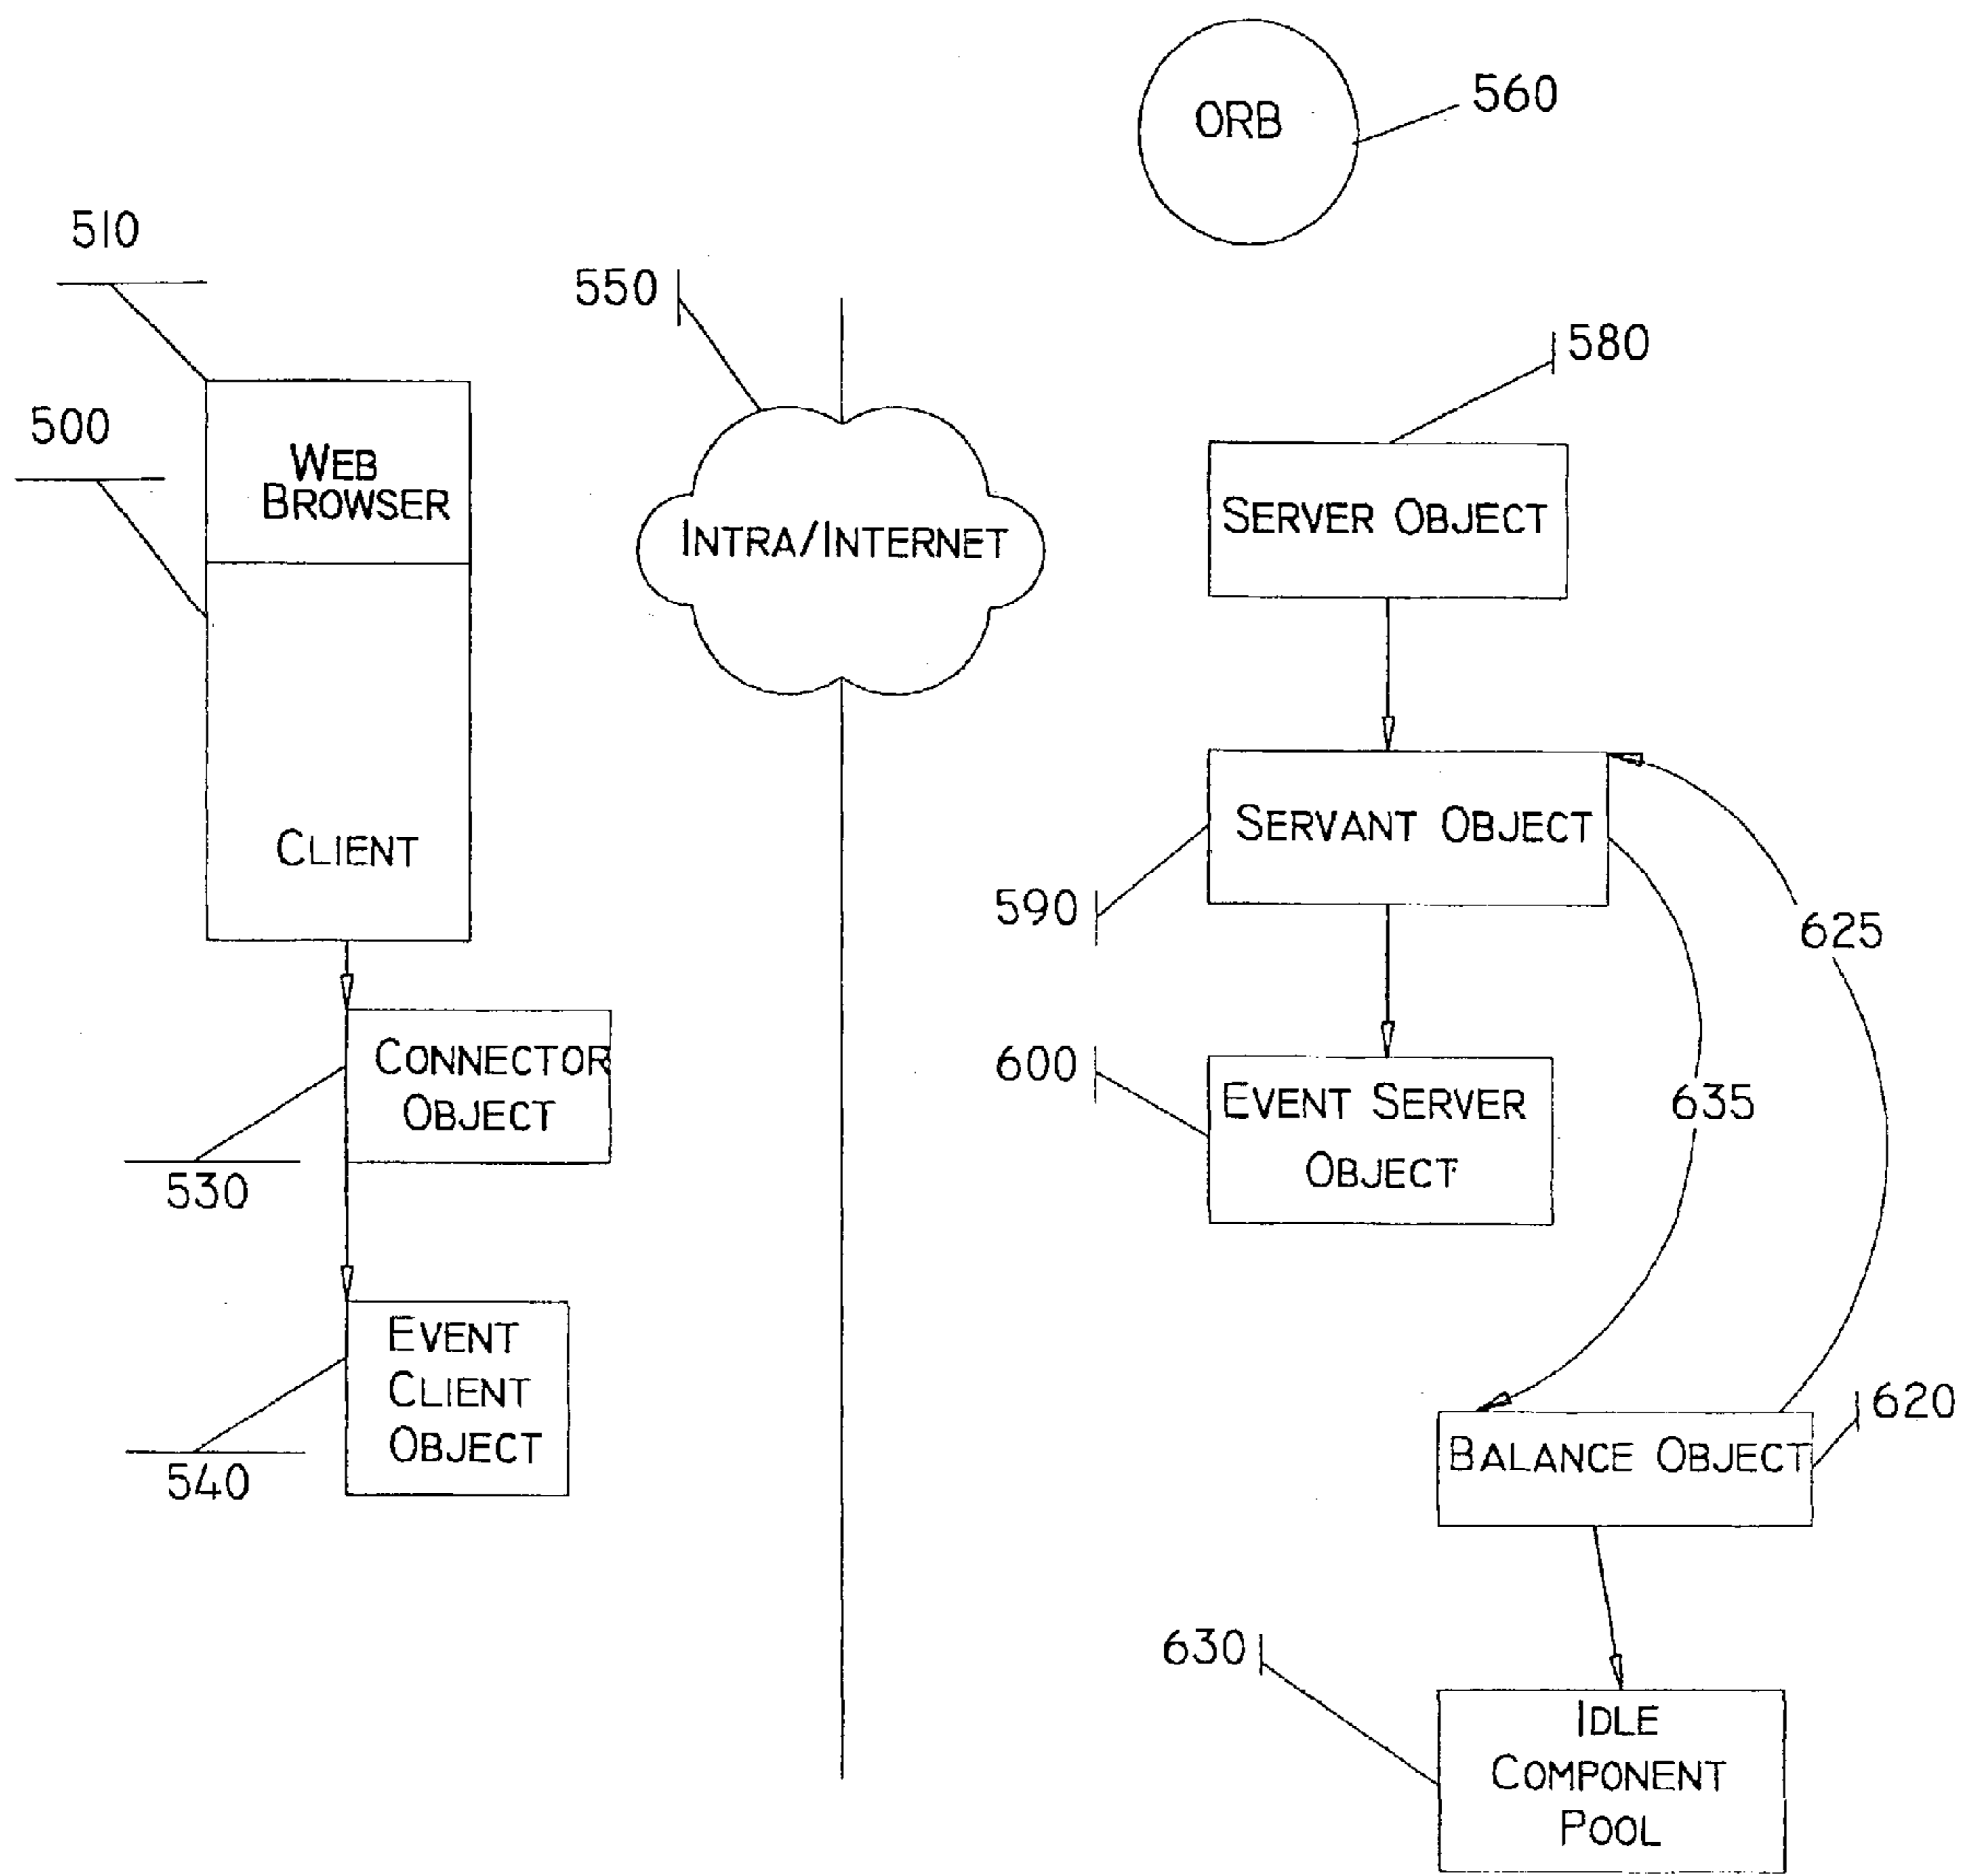 ORB
560
510
550
580
500
WEB
BROWSER
INTRA/INTERNET
SERVER OBJECT
CLIENT
SERVANT OBJECT
590
625
CONNECTOR
OBJECT
530
600
EVENT SERVER
OBJECT
635
EVENT
CLIENT
OBJECT
540
620
BALANCE OBJECT
630
IDLE
COMPONENT
POOL